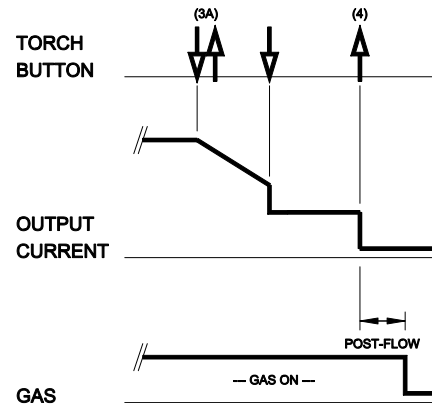 (3A)
(4)
TORCH
BUTTON
OUTPUT
CURRENT
POST-FLOW
--- GAS ON ---
GAS